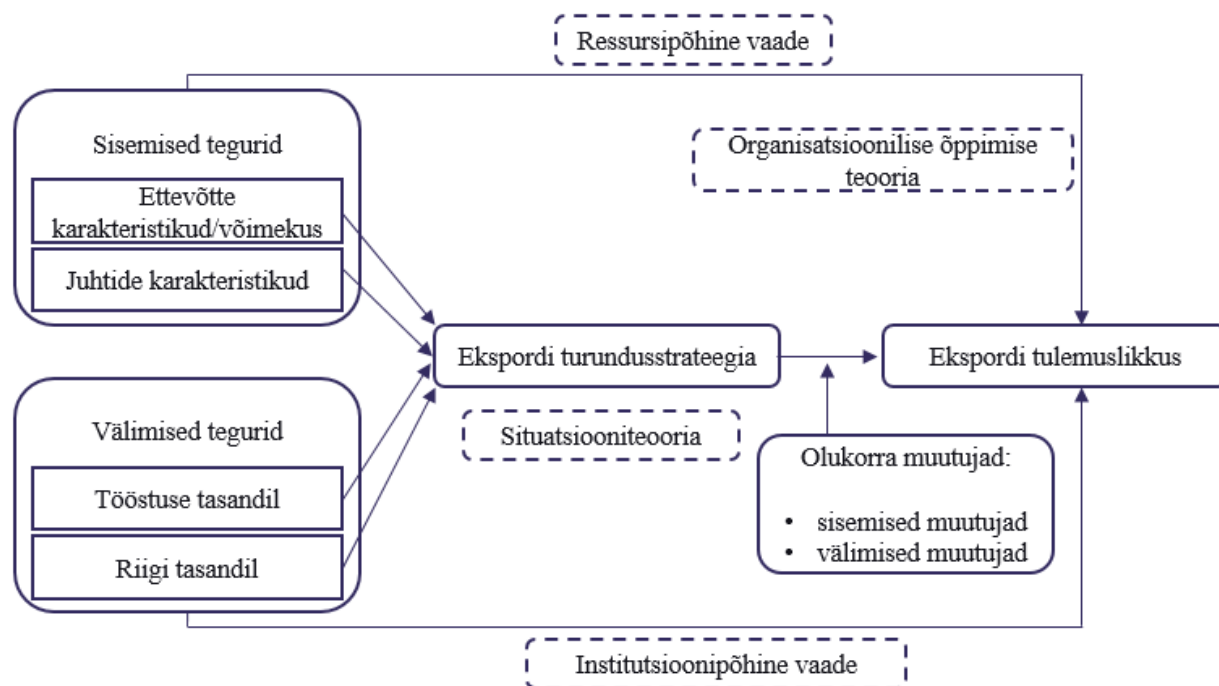 Ressursipõhine vaade
Sisemised tegurid
Ettevõtte
karakteristikud/võimekus
Juhtide karakteristikud
Organisatsioonilise õppimise
teooria
Ekspordi turundusstrateegia
Ekspordi tulemuslikkus
Välimised tegurid
Tööstuse tasandil
Riigi tasandil
Situatsiooniteooria
Olukorra muutujad:
• sisemised muutujad
• välimised muutujad
Institutsioonipõhine vaade